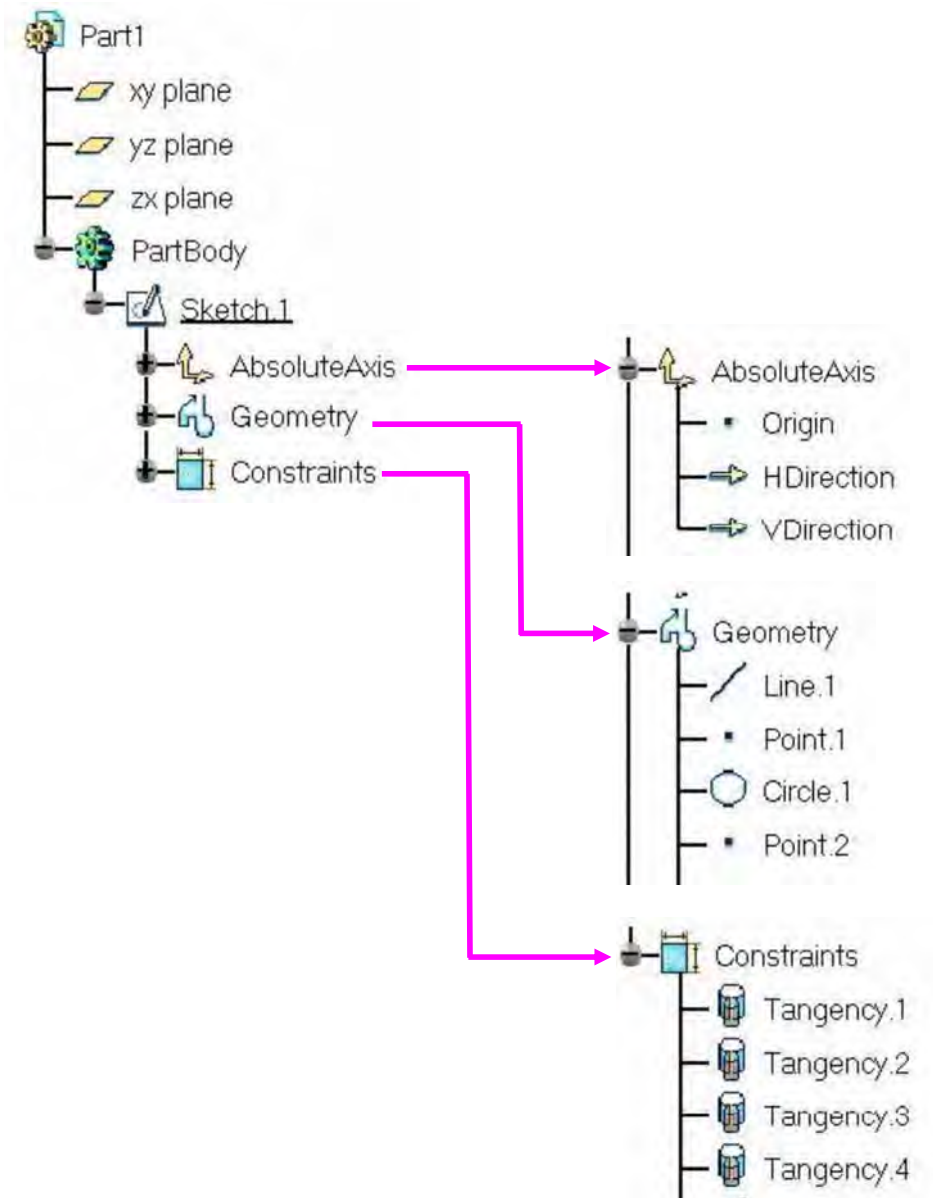 Part1
xy plane
yz plane
zx plane
PartBody
Sketch.1
AbsoluteAxis
Geometry
Constraints
AbsoluteAxis
Origin
HDirection
VDirection
Geometry
Line.1
Point.1
Circle.1
Point.2
Constraints
Tangency.1
Tangency.2
Tangency.3
Tangency.4